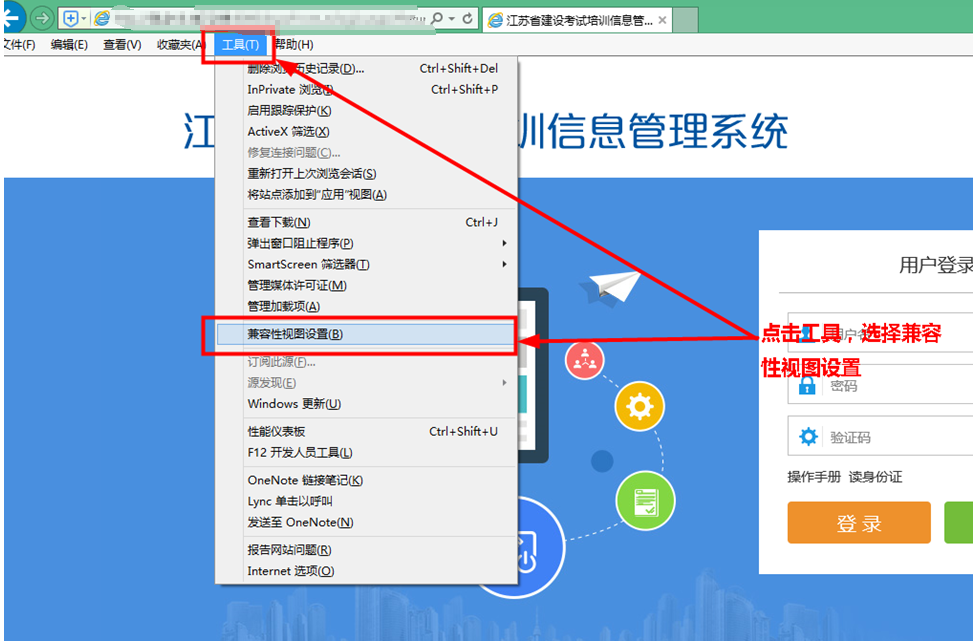 江苏省建设考试培训信息管...
文件(F) 编辑(E) 查看(V) 收藏夹(A 工具(T) 帮助(H)
删除浏览历史记录(D)... Ctrl+Shift+Del
InPrivate 浏览(I) Ctrl+Shift+P
启用跟踪保护(K)
ActiveX 筛选(X)
修复连接问题(C)...
重新打开上次浏览会话(S)
将站点添加到“应用”视图(A)
查看下载(N) Ctrl+J
弹出窗口阻止程序(P)
SmartScreen 筛选器(T)
管理媒体许可证(M)
管理加载项(A)
兼容性视图设置(B)
订阅此源(F)...
源发现(E)
Windows 更新(U)
性能仪表板 Ctrl+Shift+U
F12 开发人员工具(L)
OneNote 链接笔记(K)
Lync 单击以呼叫
发送至 OneNote(N)
报告网站问题(R)
Internet 选项(O)
江 训信息管理系统
用户登录
点击工具，选择兼容
性视图设置
密码
验证码
操作手册 读身份证
登录